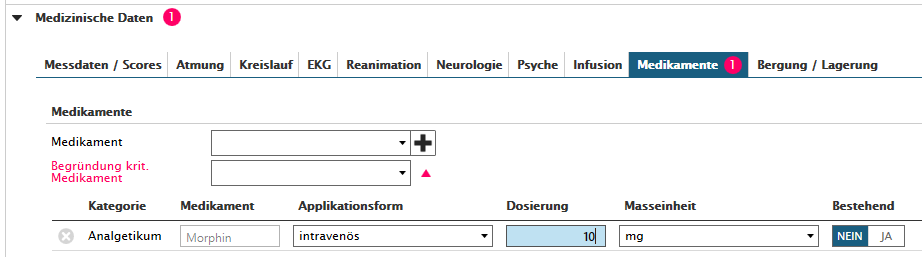 Medizinische Daten 1
Messdaten / Scores Atmung Kreislauf EKG Reanimation Neurologie Psyche Infusion Medikamente 1 Bergung / Lagerung
Medikamente
Medikament
Begründung krit.
Medikament
Kategorie Medikament Applikationsform Dosierung Masseinheit Bestehend
Analgetikum Morphin intravenös 10 mg NEIN JA